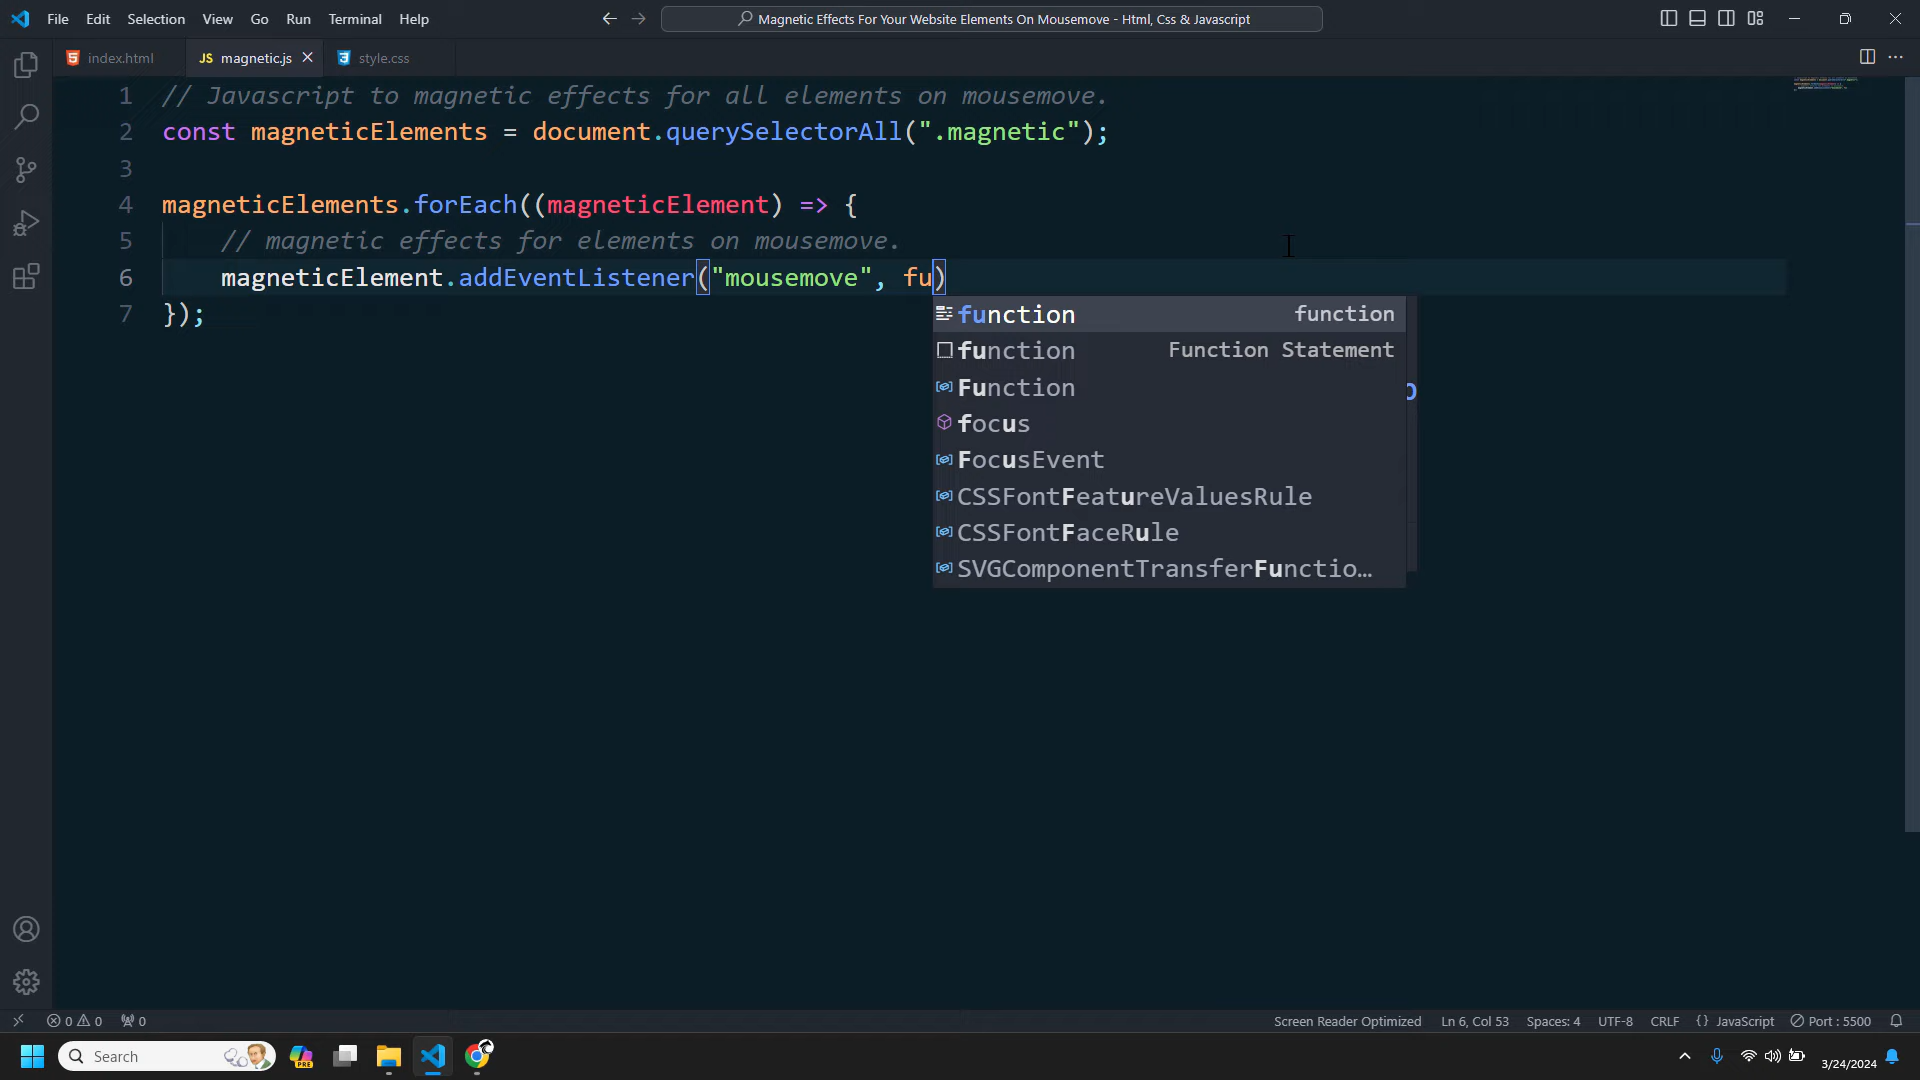 File Edit Selection View Go Run Terminal Help
Magnetic Effects For Your Website Elements On Mousemove - Html, Css & Javascript
index.html
JS magnetic.js
style.css
1 // Javascript to magnetic effects for all elements on mousemove.
2 const magneticElements = document.querySelectorAll(".magnetic");
3
4 magneticElements.forEach((magneticElement) => {
5 // magnetic effects for elements on mousemove.
6 magneticElement.addEventListener("mousemove", fu)
7 });
function function
function Function Statement
Function
focus
FocusEvent
CSSFontFeatureValuesRule
CSSFontFaceRule
SVGComponentTransferFunctio…
0 0 0 Screen Reader Optimized Ln 6, Col 53 Spaces: 4 UTF-8 CRLF {} JavaScript Port : 5500
Search
PRE
3/24/2024